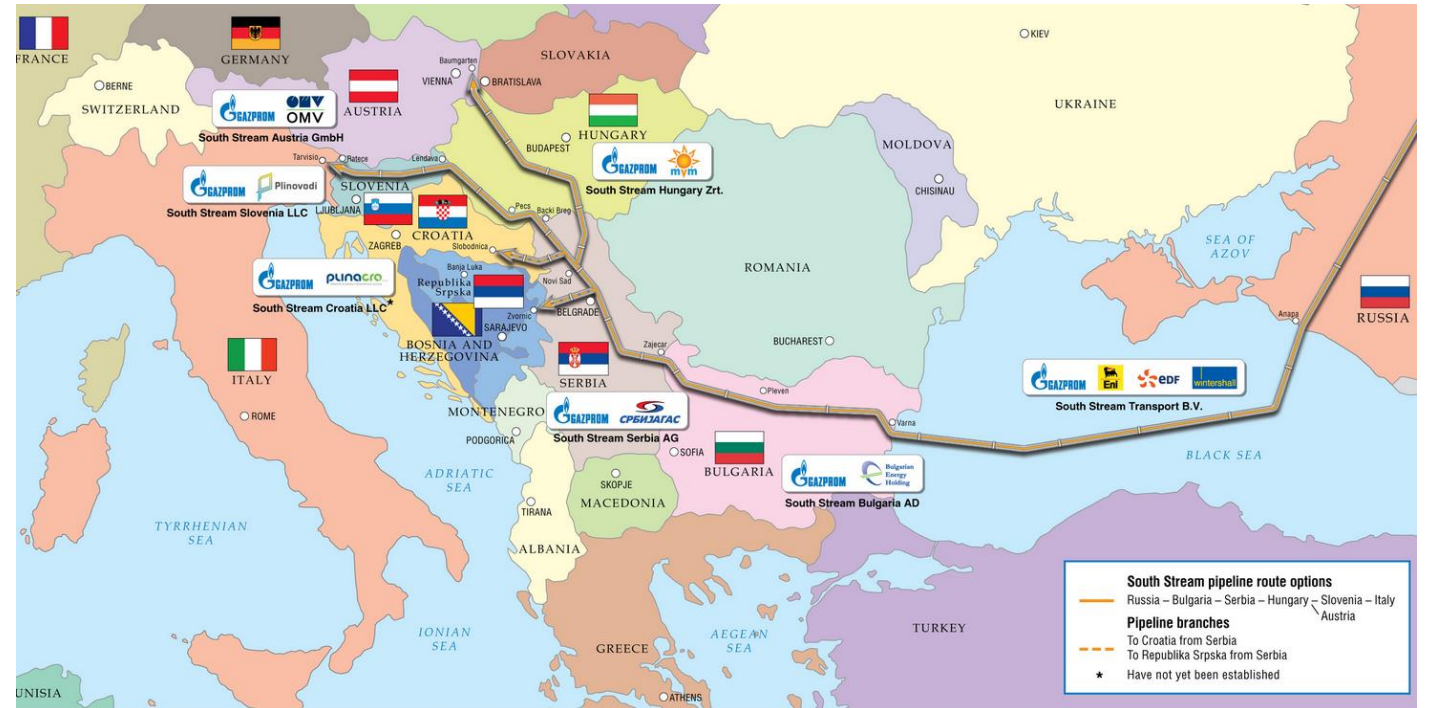 FRANCE
GERMANY
SLOVAKIA
KIEV
Baumgarten
VIENNA
BRATISLAVA
BERNE
SWITZERLAND
AUSTRIA
UKRAINE
GAZPROM
OMV
OMV
South Stream Austria GmbH
HUNGARY
BUDAPEST
MOLDOVA
GAZPROM
mvm
South Stream Hungary Zrt.
CHISINAU
Tarvisio
Ratece
Lendava
GAZPROM
Plinovodi
South Stream Slovenia LLC
SLOVENIA
LJUBLJANA
Pecs
Backi Breg
CROATIA
ZAGREB
Slobodnica
SEA OF
AZOV
ROMANIA
GAZPROM
PLINACRO
South Stream Croatia LLC*
Banja Luka
Republika
Srpska
Novi Sad
Zvornic
BELGRADE
SARAJEVO
BOSNIA AND
HERZEGOVINA
Anapa
RUSSIA
BUCHAREST
Zajecar
ITALY
SERBIA
ROME
Pleven
GAZPROM
Eni
eDF
wintershall
South Stream Transport B.V.
MONTENEGRO
GAZPROM
СРБИЈАГАС
South Stream Serbia AG
PODGORICA
Varna
SOFIA
BULGARIA
BLACK SEA
GAZPROM
Bulgarian
Energy
Holding
South Stream Bulgaria AD
ADRIATIC
SEA
SKOPJE
MACEDONIA
TIRANA
ALBANIA
TYRRHENIAN
SEA
IONIAN
SEA
AEGEAN
SEA
GREECE
ATHENS
TURKEY
UNISIA
South Stream pipeline route options
Russia – Bulgaria – Serbia – Hungary – Slovenia – Italy
Austria
Pipeline branches
To Croatia from Serbia
To Republika Srpska from Serbia
* Have not yet been established